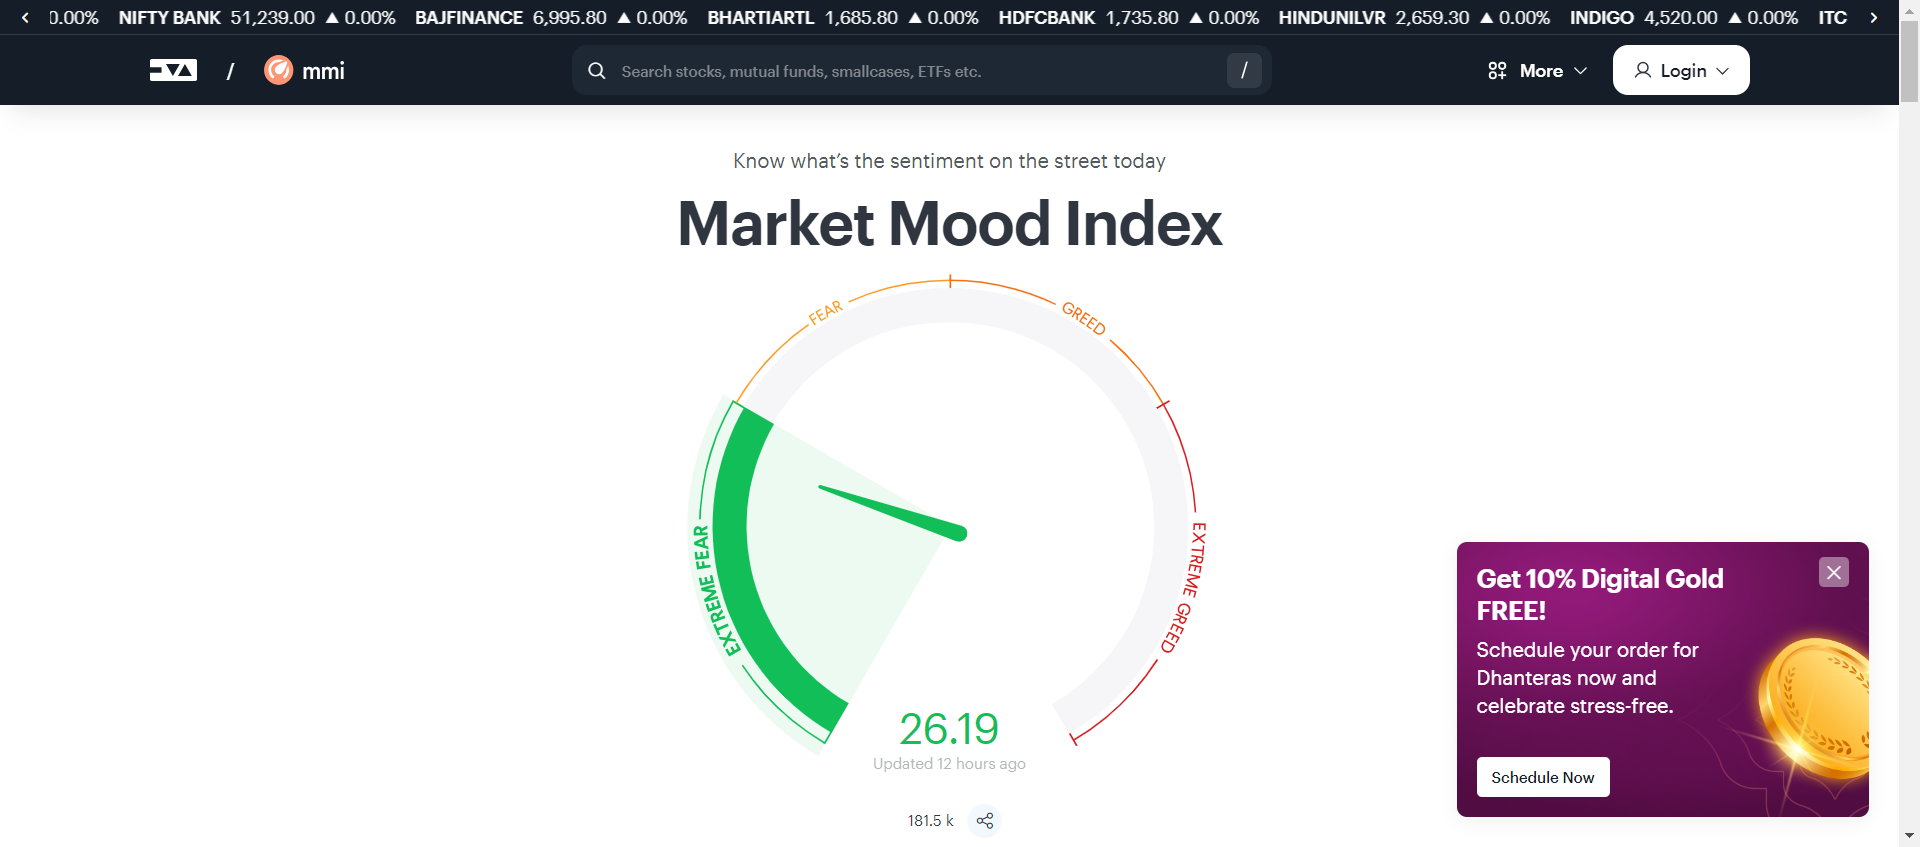 0.00% NIFTY BANK 51,239.00 ▲ 0.00% BAJFINANCE 6,995.80 ▲ 0.00% BHARTIARTL 1,685.80 ▲ 0.00% HDFCBANK 1,735.80 ▲ 0.00% HINDUNILVR 2,659.30 ▲ 0.00% INDIGO 4,520.00 ▲ 0.00% ITC
/ mmi
Search stocks, mutual funds, smallcases, ETFs etc. /
More
Login
Know what's the sentiment on the street today
Market Mood Index
FEAR
GREED
EXTREME FEAR
EXTREME GREED
26.19
Updated 12 hours ago
181.5 k
Get 10% Digital Gold
FREE!
Schedule your order for
Dhanteras now and
celebrate stress-free.
Schedule Now